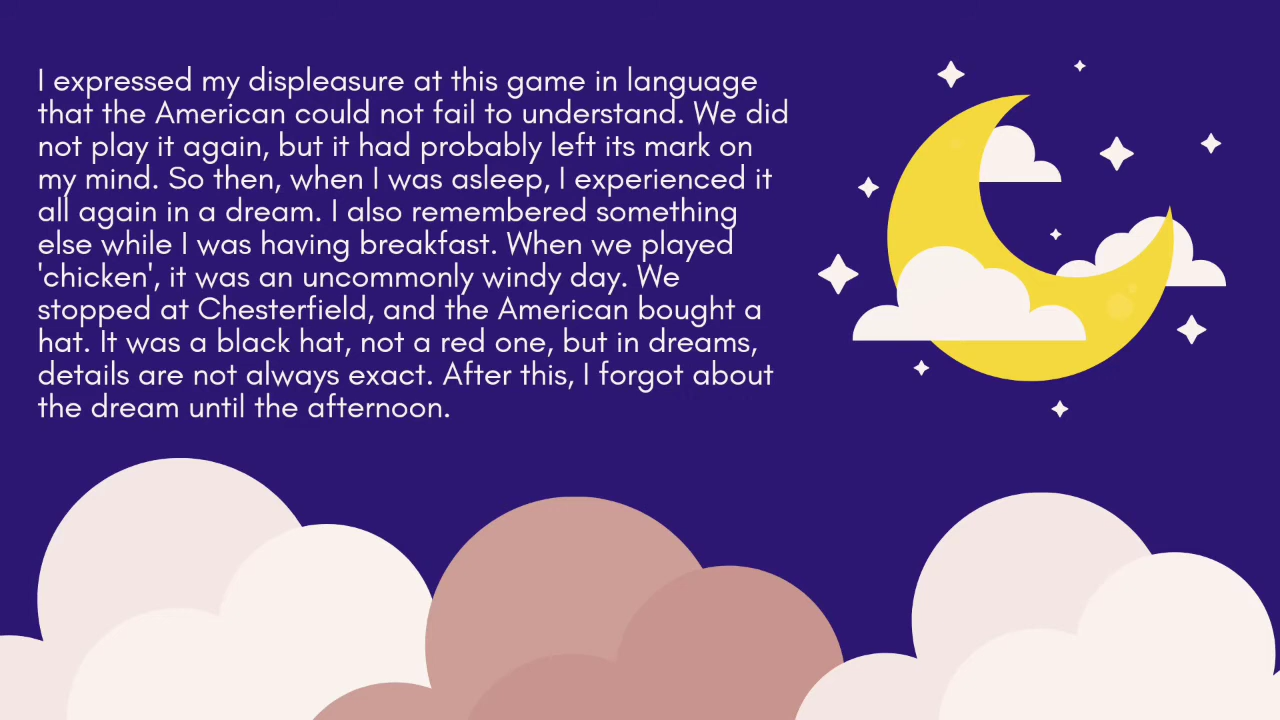 I expressed my displeasure at this game in language
that the American could not fail to understand. We did
not play it again, but it had probably left its mark on
my mind. So then, when I was asleep, I experienced it
all again in a dream. I also remembered something
else while I was having breakfast. When we played
'chicken', it was an uncommonly windy day. We
stopped at Chesterfield, and the American bought a
hat. It was a black hat, not a red one, but in dreams,
details are not always exact. After this, I forgot about
the dream until the afternoon.